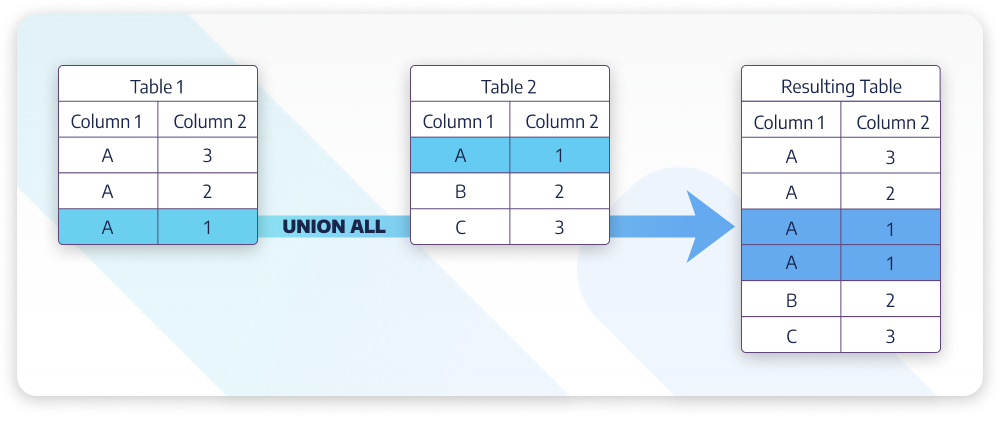 Table 1
Column 1 Column 2
A 3
A 2
A 1
UNION ALL
Table 2
Column 1 Column 2
A 1
B 2
C 3
Resulting Table
Column 1 Column 2
A 3
A 2
A 1
A 1
B 2
C 3